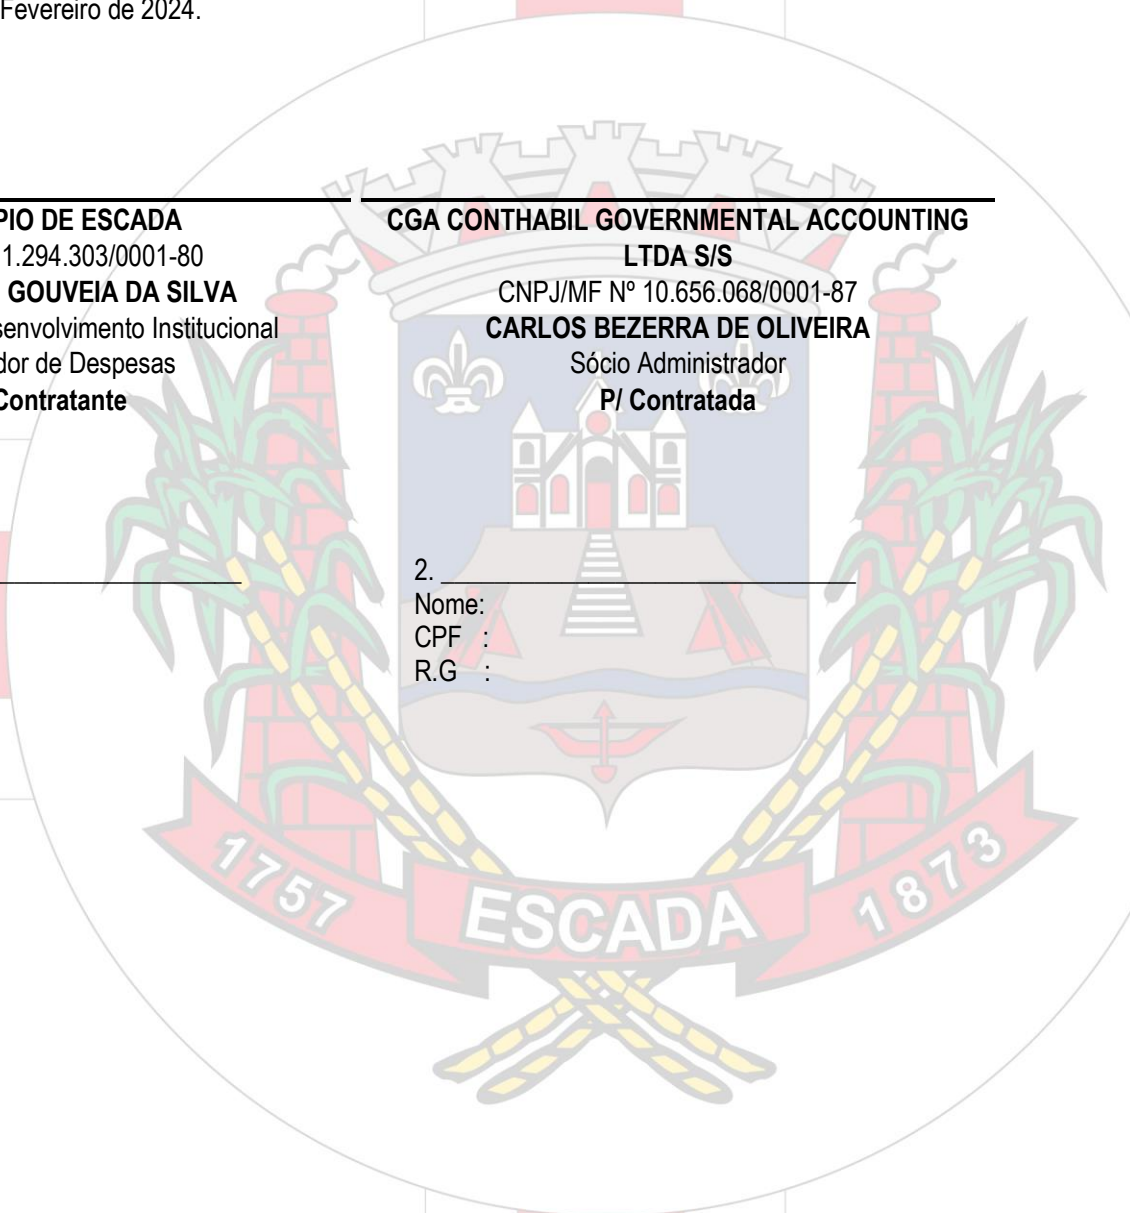 Fevereiro de 2024.
PIO DE ESCADA
1.294.303/0001-80
GOUVEIA DA SILVA
senvolvimento Institucional
dor de Despesas
Contratante
CGA CONTHABIL GOVERNMENTAL ACCOUNTING
LTDA S/S
CNPJ/MF Nº 10.656.068/0001-87
CARLOS BEZERRA DE OLIVEIRA
Sócio Administrador
P/ Contratada
2. ______________________________
Nome:
CPF :
R.G :
1757 ESCADA 1873